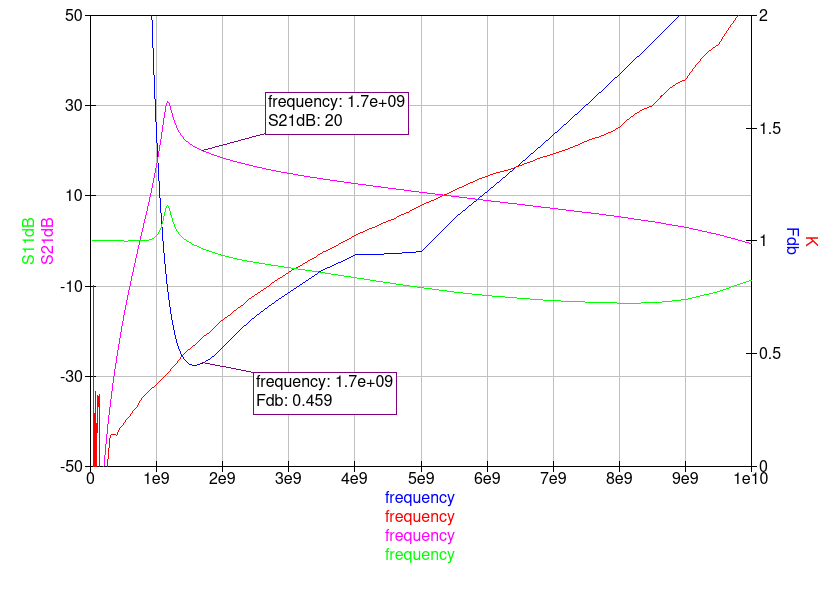 50
30
10
-10
-30
-50
S11dB
S21dB
frequency: 1.7e+09
S21dB: 20
frequency: 1.7e+09
Fdb: 0.459
2
1.5
1
0.5
0
Fdb
K
0 1e9 2e9 3e9 4e9 5e9 6e9 7e9 8e9 9e9 1e10
frequency
frequency
frequency
frequency